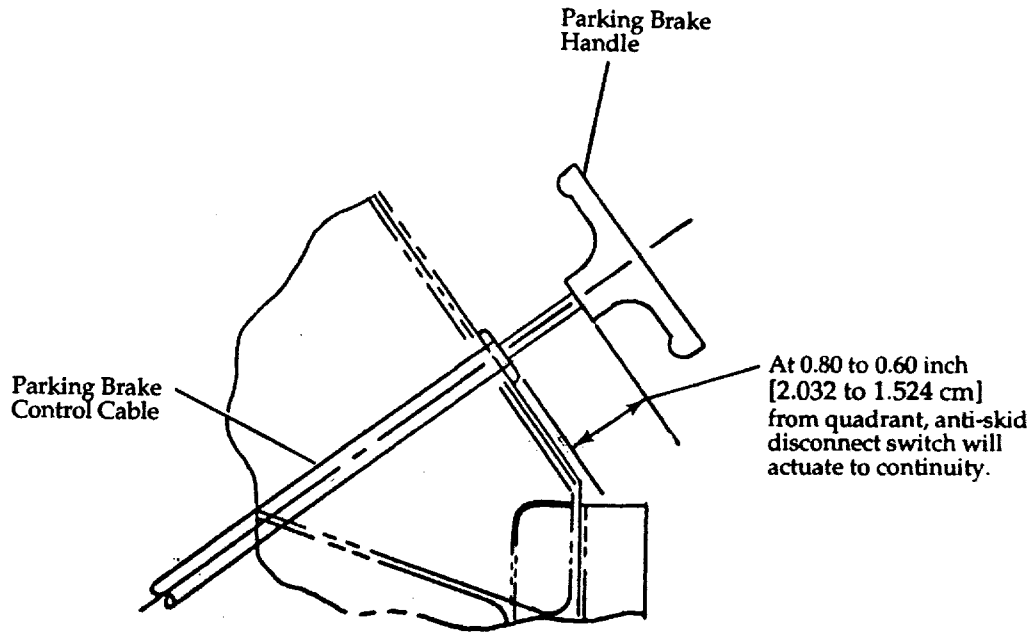 Parking Brake
Handle
Parking Brake
Control Cable
At 0.80 to 0.60 inch
[2.032 to 1.524 cm]
from quadrant, anti-skid
disconnect switch will
actuate to continuity.